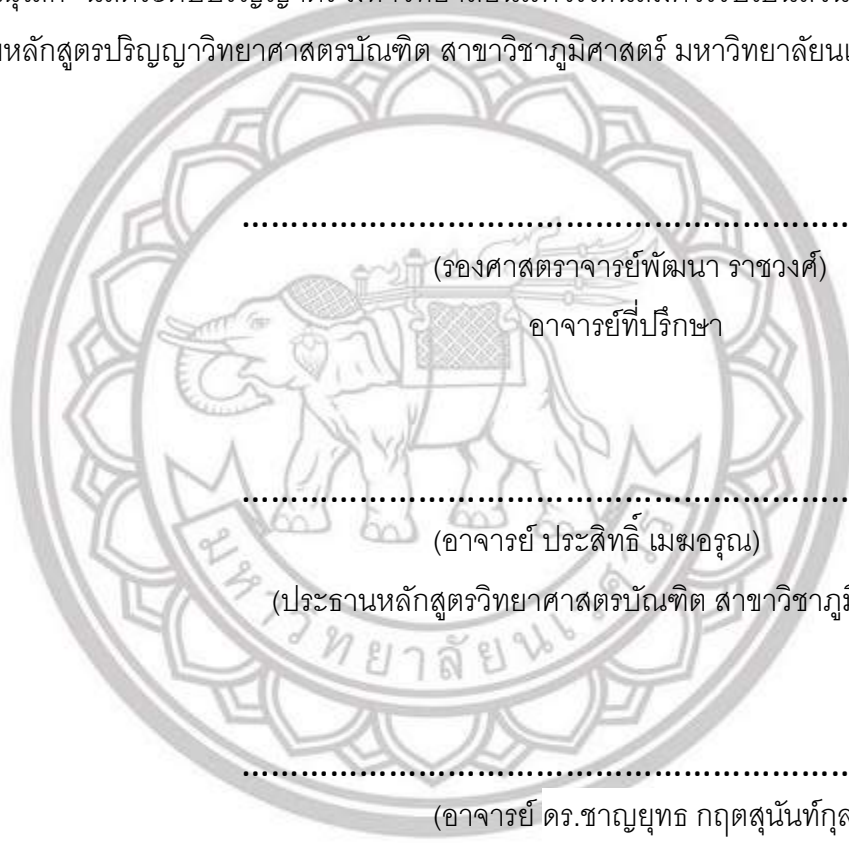 หลักสูตรปริญญาวิทยาศาสตรบัณฑิต สาขาวิชาภูมิศาสตร์ มหาวิทยาลัย
(รองศาสตราจารย์พัฒนา ราชวงศ์)
อาจารย์ที่ปรึกษา
(อาจารย์ ประสิทธิ์ เมฆอรุณ)
(ประธานหลักสูตรวิทยาศาสตรบัณฑิต สาขาวิชา
มหาวิทยาลัยนเรศวร
(อาจารย์ ดร.ชาญยุทธ กฤตสุนันท์กุล